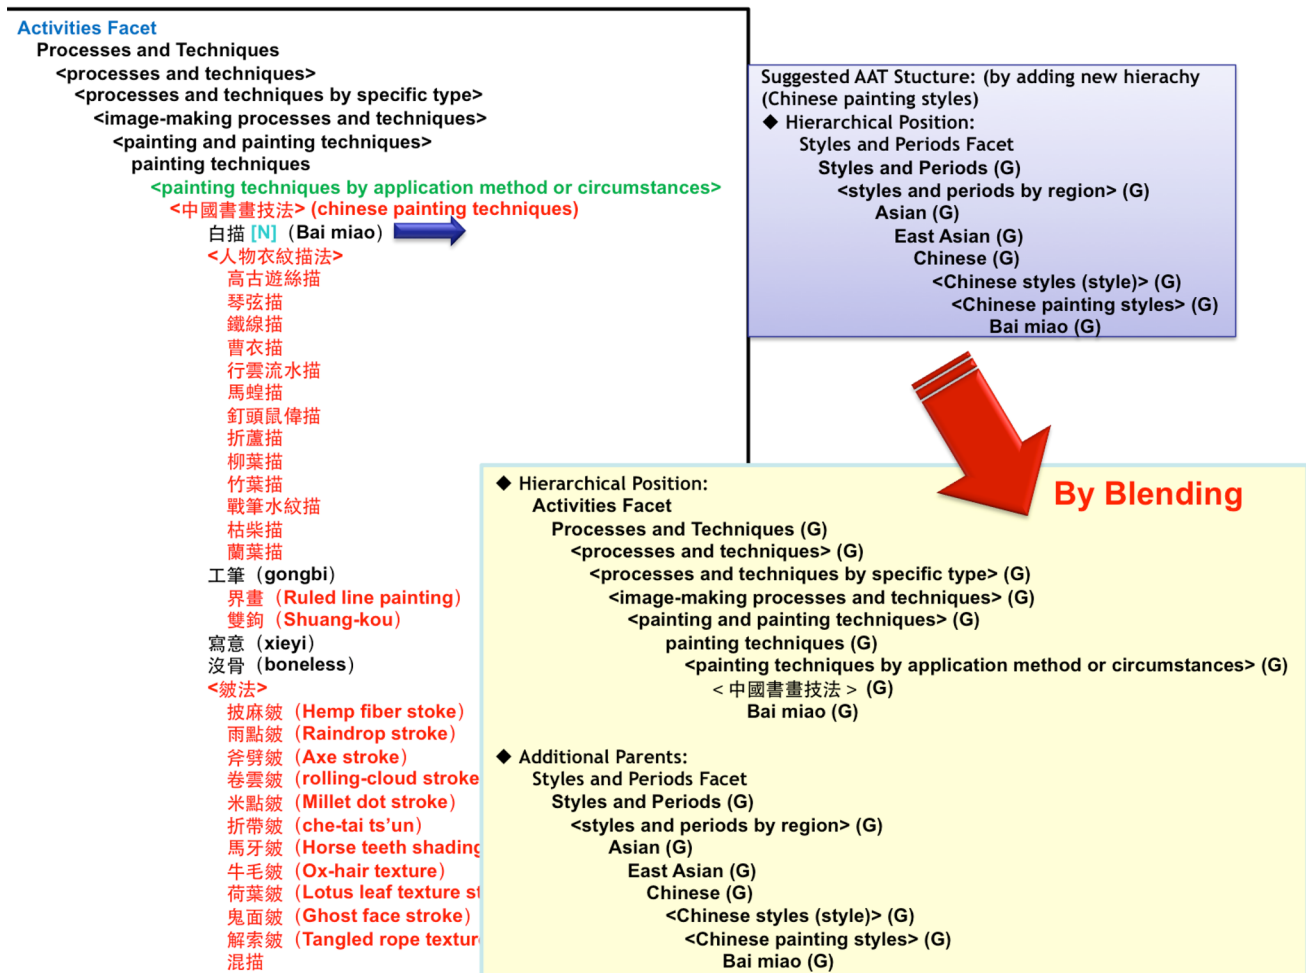 Activities Facet
Processes and Techniques
<processes and techniques>
<processes and techniques by specific type>
<image-making processes and techniques>
<painting and painting techniques>
painting techniques
<painting techniques by application method or circumstances>
<中國書畫技法> (chinese painting techniques)
白描 [N]（Bai miao）
<人物衣紋描法>
高古遊絲描
琴弦描
鐵線描
曹衣描
行雲流水描
馬蝗描
釘頭鼠偉描
折蘆描
柳葉描
竹葉描
戰筆水紋描
枯柴描
蘭葉描
工筆（gongbi）
界畫（Ruled line painting）
雙鉤（Shuang-kou）
寫意（xieyi）
沒骨（boneless）
<皴法>
披麻皴（Hemp fiber stoke）
雨點皴（Raindrop stroke）
斧劈皴（Axe stroke）
卷雲皴（rolling-cloud stroke
米點皴（Millet dot stroke）
折帶皴（che-tai ts’un）
馬牙皴（Horse teeth shading
牛毛皴（Ox-hair texture）
荷葉皴（Lotus leaf texture st
鬼面皴（Ghost face stroke）
解索皴（Tangled rope textur
混描
Suggested AAT Stucture: (by adding new hierachy
(Chinese painting styles)
◆ Hierarchical Position:
Styles and Periods Facet
Styles and Periods (G)
<styles and periods by region> (G)
Asian (G)
East Asian (G)
Chinese (G)
<Chinese styles (style)> (G)
<Chinese painting styles> (G)
Bai miao (G)
By Blending
◆ Hierarchical Position:
Activities Facet
Processes and Techniques (G)
<processes and techniques> (G)
<processes and techniques by specific type> (G)
<image-making processes and techniques> (G)
<painting and painting techniques> (G)
painting techniques (G)
<painting techniques by application method or circumstances> (G)
< 中國書畫技法 > (G)
Bai miao (G)
◆ Additional Parents:
Styles and Periods Facet
Styles and Periods (G)
<styles and periods by region> (G)
Asian (G)
East Asian (G)
Chinese (G)
<Chinese styles (style)> (G)
<Chinese painting styles> (G)
Bai miao (G)